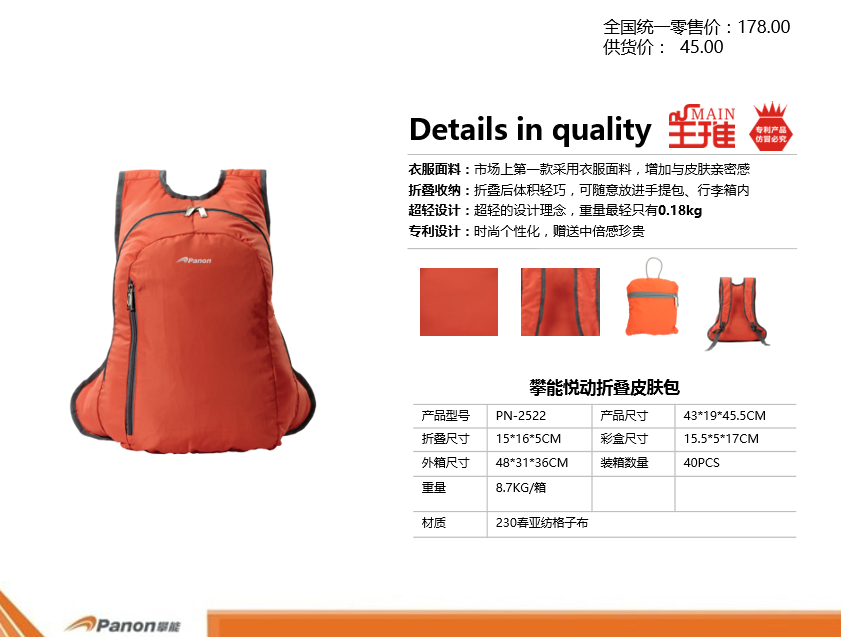 全国统一零售价：178.00
供货价： 45.00
Details in quality
MAIN
专利产品
仿冒必究
衣服面料：市场上第一款采用衣服面料，增加与皮肤亲密感
折叠收纳：折叠后体积轻巧，可随意放进手提包、行李箱内
超轻设计：超轻的设计理念，重量最轻只有0.18kg
专利设计：时尚个性化，赠送中倍感珍贵
Panon
攀能悦动折叠皮肤包
产品型号 PN-2522 产品尺寸 43*19*45.5CM
折叠尺寸 15*16*5CM 彩盒尺寸 15.5*5*17CM
外箱尺寸 48*31*36CM 装箱数量 40PCS
重量 8.7KG/箱
材质 230春亚纺格子布
Panon攀能